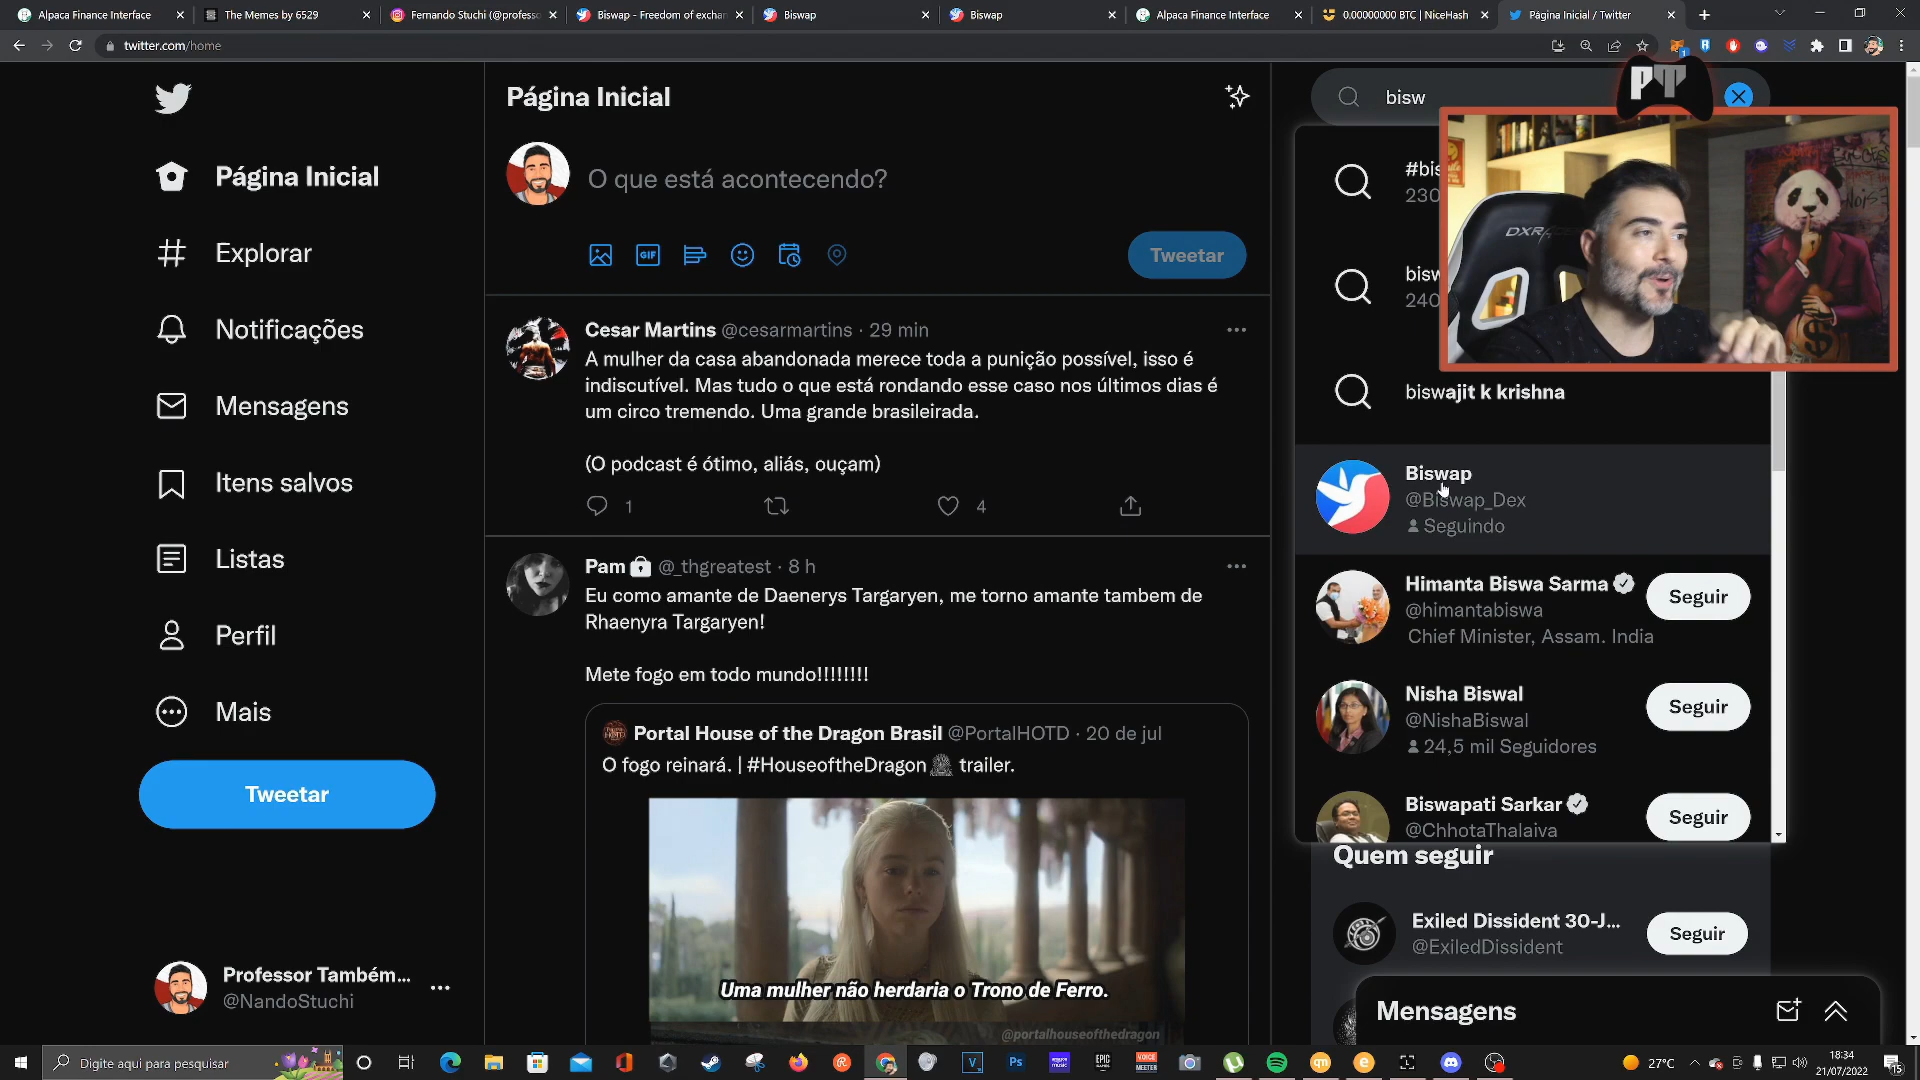 Alpaca Finance Interface
The Memes by 6529
Fernando Stuchi (@professo
Biswap - Freedom of exchan
Biswap
Biswap
Alpaca Finance Interface
0.00000000 BTC | NiceHash
Página Inicial / Twitter
twitter.com/home
Página Inicial
Explorar
Notificações
Mensagens
Itens salvos
Listas
Perfil
Mais
Tweetar
Professor Também...
@NandoStuchi
Página Inicial
O que está acontecendo?
GIF
Tweetar
Cesar Martins @cesarmartins · 29 min
A mulher da casa abandonada merece toda a punição possível, isso é
indiscutível. Mas tudo o que está rondando esse caso nos últimos dias é
um circo tremendo. Uma grande brasileirada.
(O podcast é ótimo, aliás, ouçam)
1
4
Pam @_thgreatest · 8 h
Eu como amante de Daenerys Targaryen, me torno amante tambem de
Rhaenyra Targaryen!
Mete fogo em todo mundo!!!!!!!!
Portal House of the Dragon Brasil @PortalHOTD · 20 de jul
O fogo reinará. | #HouseoftheDragon trailer.
Uma mulher não herdaria o Trono de Ferro.
@portalhouseofthedragon
bisw
PT
#bis
230
bisw
240
DXRACER
biswajit k krishna
Biswap
@Biswap_Dex
Seguindo
Himanta Biswa Sarma
@himantabiswa
Chief Minister, Assam. India
Seguir
Nisha Biswal
@NishaBiswal
24,5 mil Seguidores
Seguir
Biswapati Sarkar
@ChhotaThalaiva
Seguir
Quem seguir
Exiled Dissident 30-J...
@ExiledDissident
Seguir
Mensagens
Digite aqui para pesquisar
Ps
27°C
18:34
21/07/2022
15